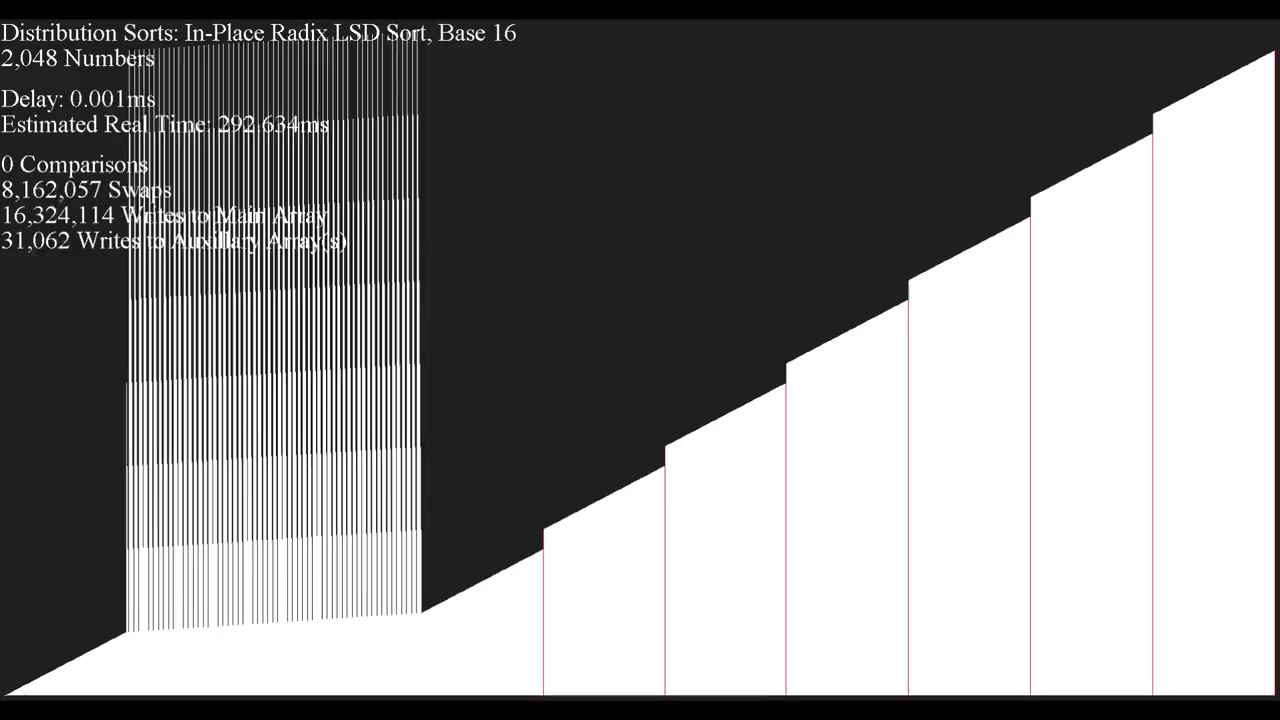 Distribution Sorts: In-Place Radix LSD Sort, Base 16
2,048 Numbers
Delay: 0.001ms
Estimated Real Time: 292.634ms
0 Comparisons
8,162,057 Swaps
16,324,114 Writes to Main Array
31,062 Writes to Auxillary Array(s)